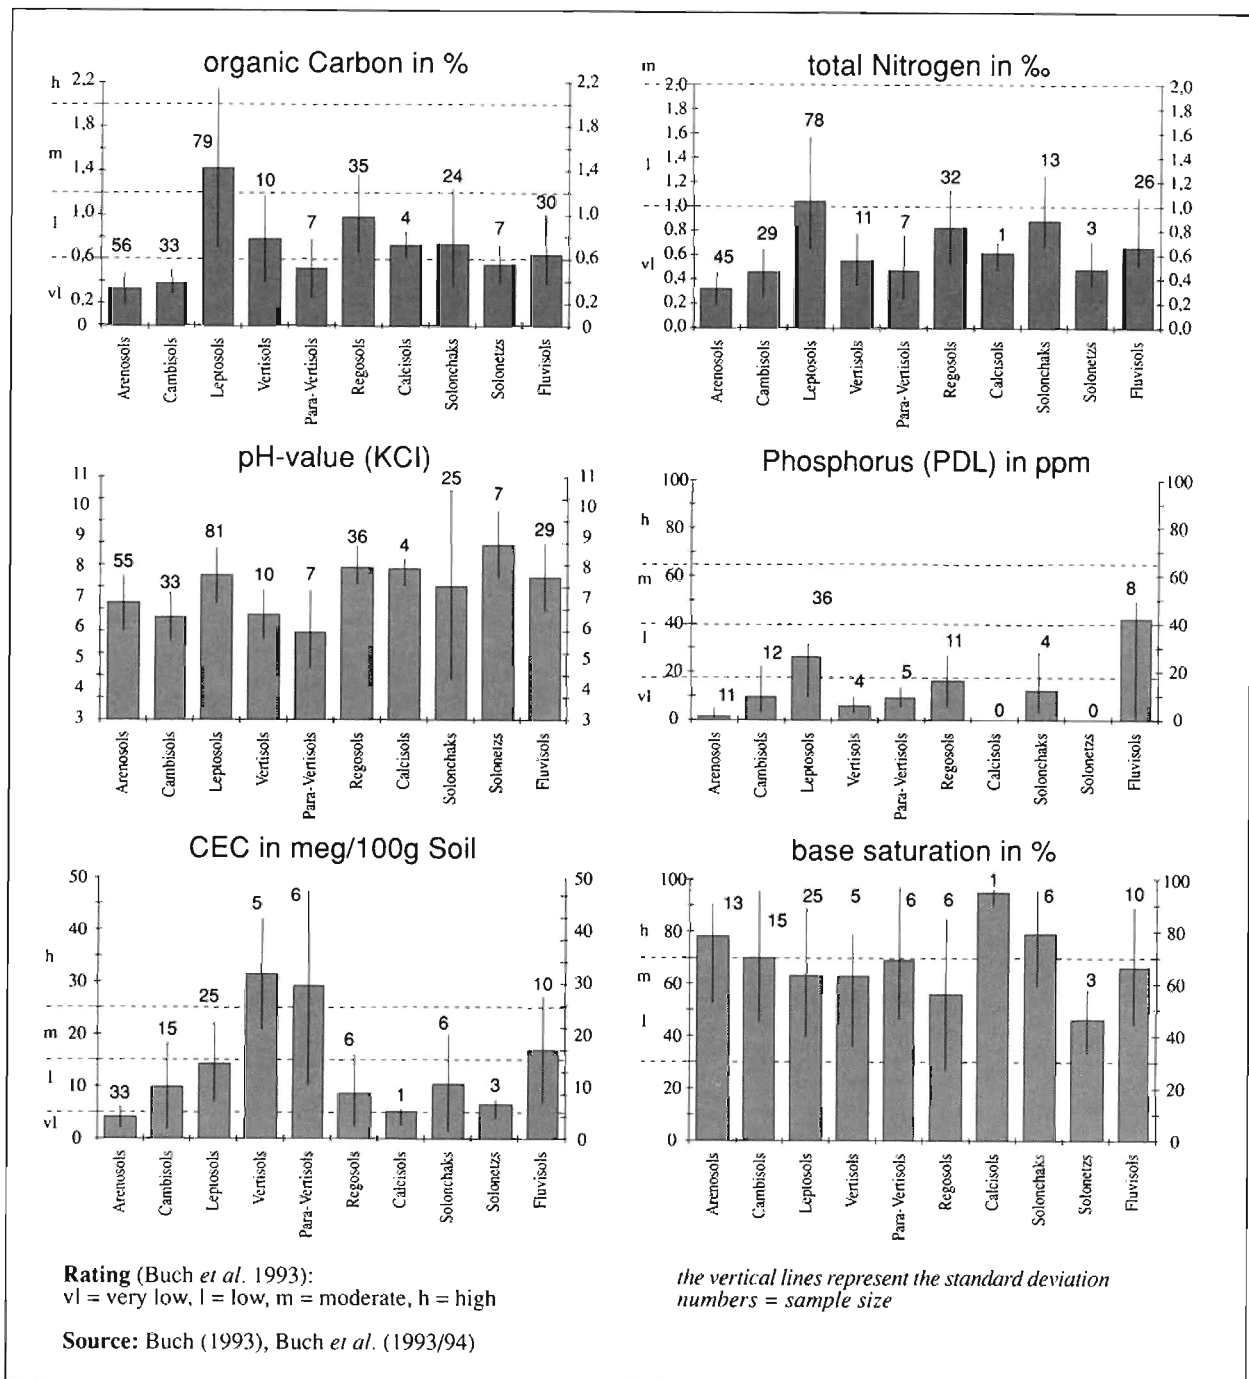 organic Carbon in %
h 2,2 2,2
1,8 1,8
m 1,4 1,4
l 1,0 1,0
0,6 0,6
vl 0,2 0,2
0 0
56 33 79 10 7 35 4 24 7 30
Arenosols Cambisols Leptosols Vertisols Para-Vertisols Regosols Calcisols Solonchaks Solonetzs Fluvisols
total Nitrogen in ‰
m 2,0 2,0
1,8 1,8
1,6 1,6
l 1,4 1,4
1,2 1,2
1,0 1,0
0,8 0,8
vl 0,6 0,6
0,4 0,4
0,2 0,2
0,0 0,0
45 29 78 11 7 32 1 13 3 26
Arenosols Cambisols Leptosols Vertisols Para-Vertisols Regosols Calcisols Solonchaks Solonetzs Fluvisols
pH-value (KCl)
11 11
10 10
9 9
8 8
7 7
6 6
5 5
4 4
3 3
55 33 81 10 7 36 4 25 7 29
Arenosols Cambisols Leptosols Vertisols Para-Vertisols Regosols Calcisols Solonchaks Solonetzs Fluvisols
Phosphorus (PDL) in ppm
100 100
h 80 80
m 60 60
l 40 40
vl 20 20
0 0
11 12 36 4 5 11 0 4 0 8
Arenosols Cambisols Leptosols Vertisols Para-Vertisols Regosols Calcisols Solonchaks Solonetzs Fluvisols
CEC in meg/100g Soil
50 50
40 40
h 30 30
m 20 20
l 10 10
vl 0 0
33 15 25 5 6 6 1 6 3 10
Arenosols Cambisols Leptosols Vertisols Para-Vertisols Regosols Calcisols Solonchaks Solonetzs Fluvisols
base saturation in %
100 100
h 80 80
m 60 60
l 40 40
20 20
0 0
13 15 25 5 6 6 1 6 3 10
Arenosols Cambisols Leptosols Vertisols Para-Vertisols Regosols Calcisols Solonchaks Solonetzs Fluvisols
Rating (Buch et al. 1993):
vl = very low, l = low, m = moderate, h = high
Source: Buch (1993), Buch et al. (1993/94)
the vertical lines represent the standard deviation
numbers = sample size